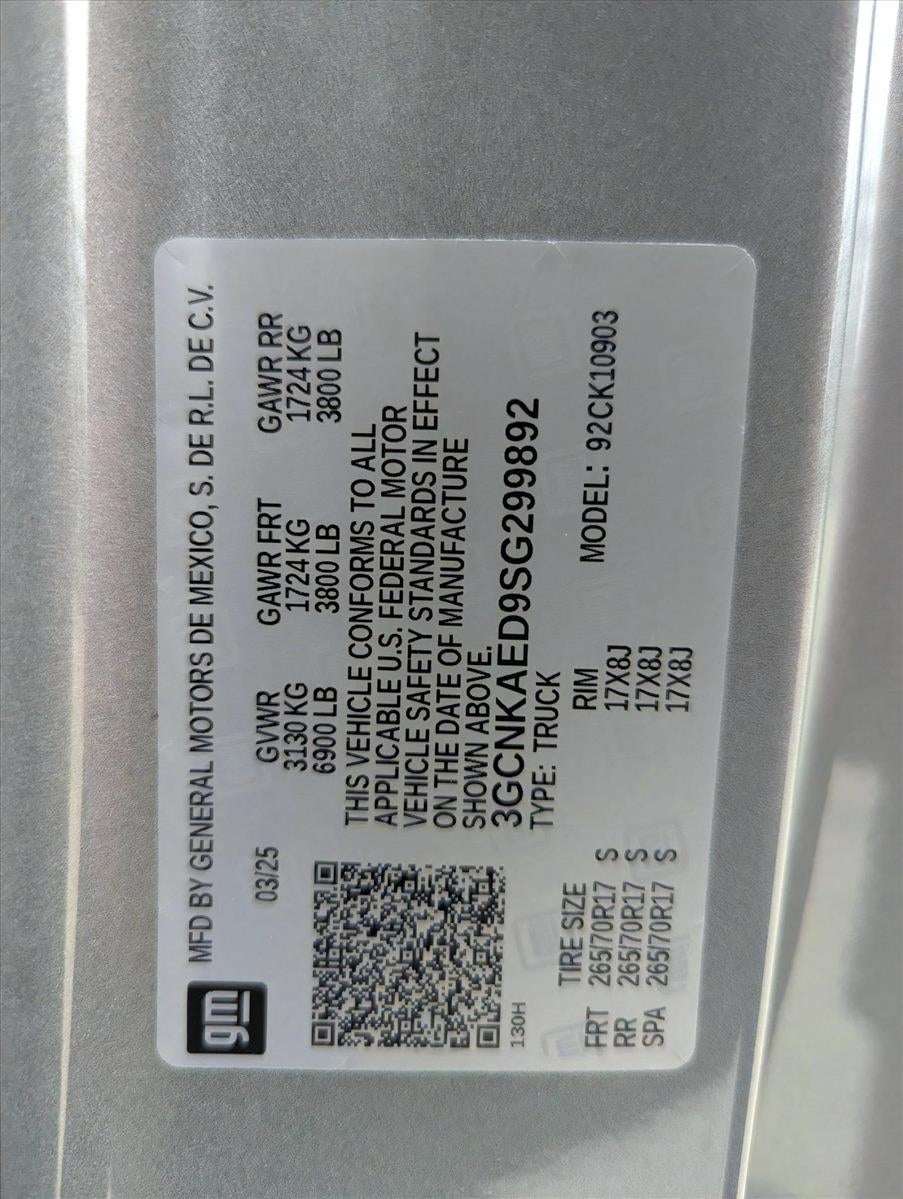 gm
MFD BY GENERAL MOTORS DE MEXICO, S. DE R.L. DE C.V.
03/25 GVWR GAWR FRT GAWR RR
3130 KG 1724 KG 1724 KG
6900 LB 3800 LB 3800 LB
THIS VEHICLE CONFORMS TO ALL
APPLICABLE U.S. FEDERAL MOTOR
VEHICLE SAFETY STANDARDS IN EFFECT
ON THE DATE OF MANUFACTURE
SHOWN ABOVE.
3GCNKAED9SG299892
130H
TYPE: TRUCK
MODEL: 92CK10903
TIRE SIZE RIM
FRT 265/70R17 S 17X8J
RR 265/70R17 S 17X8J
SPA 265/70R17 S 17X8J